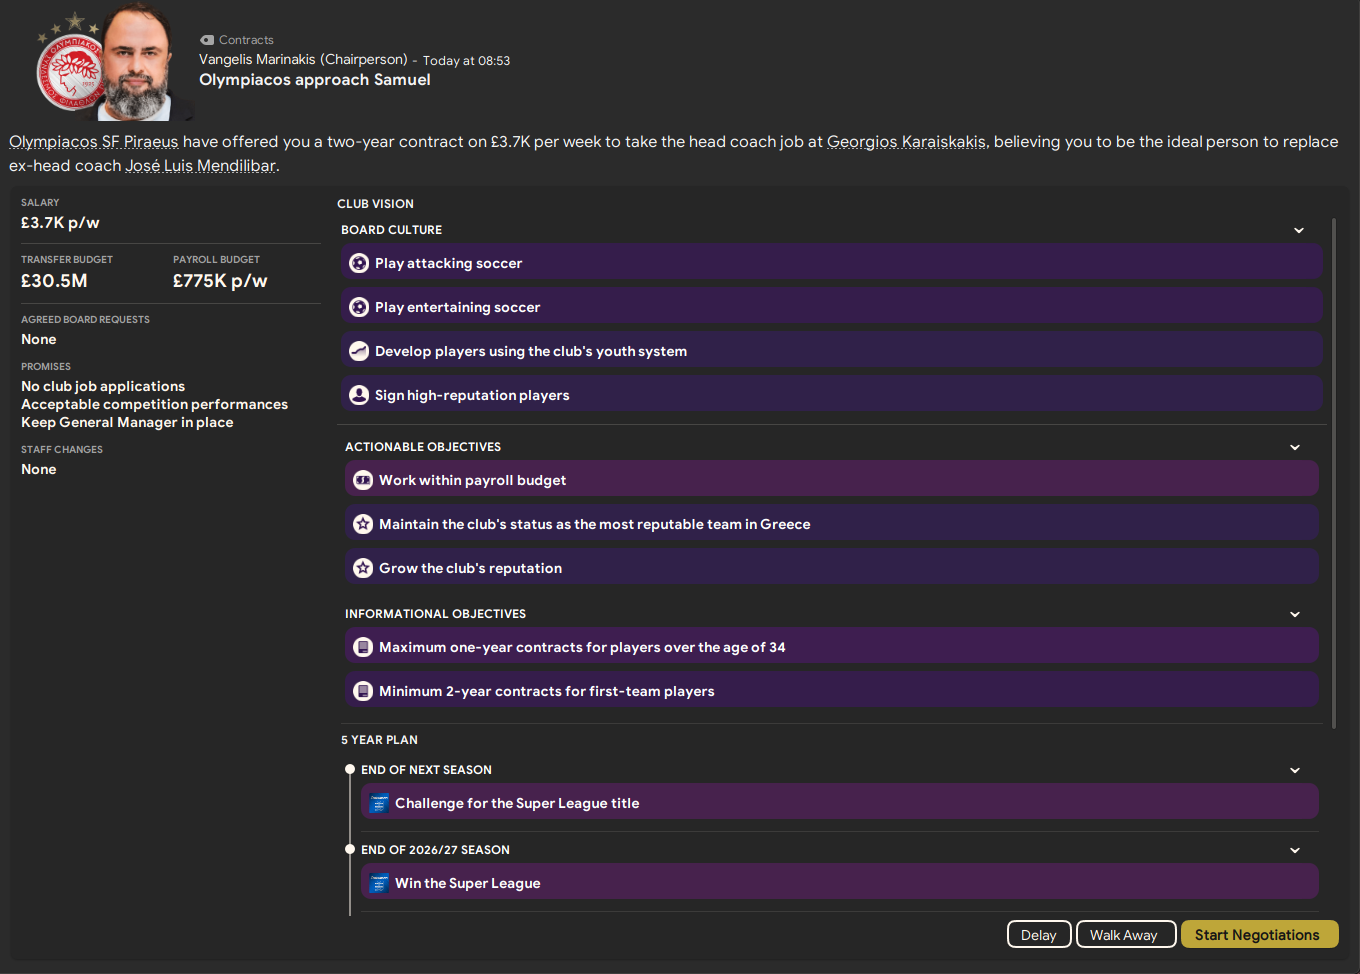 Contracts
Vangelis Marinakis (Chairperson) - Today at 08:53
Olympiacos approach Samuel
Olympiacos SF Piraeus have offered you a two-year contract on £3.7K per week to take the head coach job at Georgios Karaiskakis, believing you to be the ideal person to replace
ex-head coach José Luis Mendilibar.
SALARY
£3.7K p/w
TRANSFER BUDGET PAYROLL BUDGET
£30.5M £775K p/w
AGREED BOARD REQUESTS
None
PROMISES
No club job applications
Acceptable competition performances
Keep General Manager in place
STAFF CHANGES
None
CLUB VISION
BOARD CULTURE
Play attacking soccer
Play entertaining soccer
Develop players using the club's youth system
Sign high-reputation players
ACTIONABLE OBJECTIVES
Work within payroll budget
Maintain the club's status as the most reputable team in Greece
Grow the club's reputation
INFORMATIONAL OBJECTIVES
Maximum one-year contracts for players over the age of 34
Minimum 2-year contracts for first-team players
5 YEAR PLAN
END OF NEXT SEASON
Challenge for the Super League title
END OF 2026/27 SEASON
Win the Super League
Delay Walk Away Start Negotiations